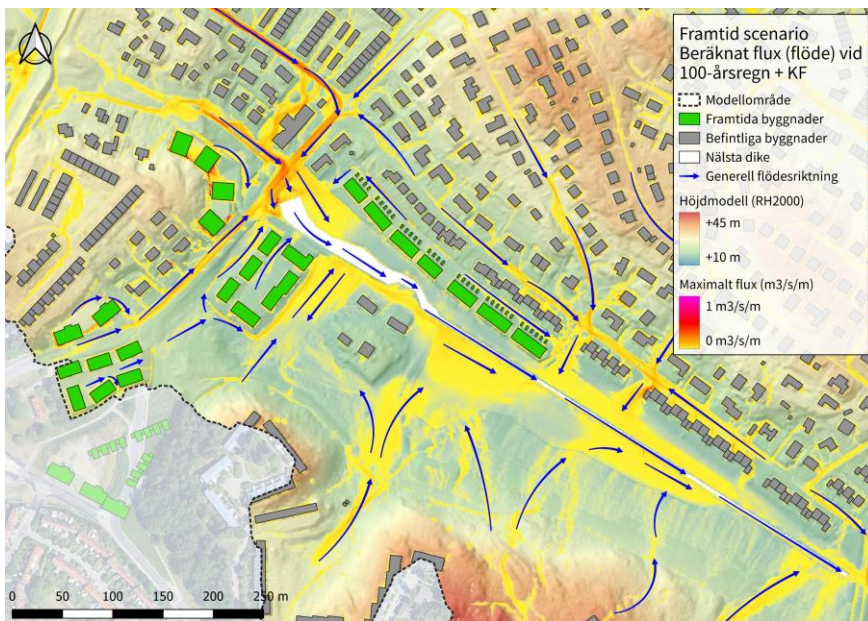 Framtid scenario
Beräknat flux (flöde) vid
100-årsregn + KF
Modellområde
Framtida byggnader
Befintliga byggnader
Nälsta dike
Generell flödesriktning
Höjdmodell (RH2000)
+45 m
+10 m
Maximalt flux (m3/s/m)
1 m3/s/m
0 m3/s/m
0 50 100 150 200 250 m